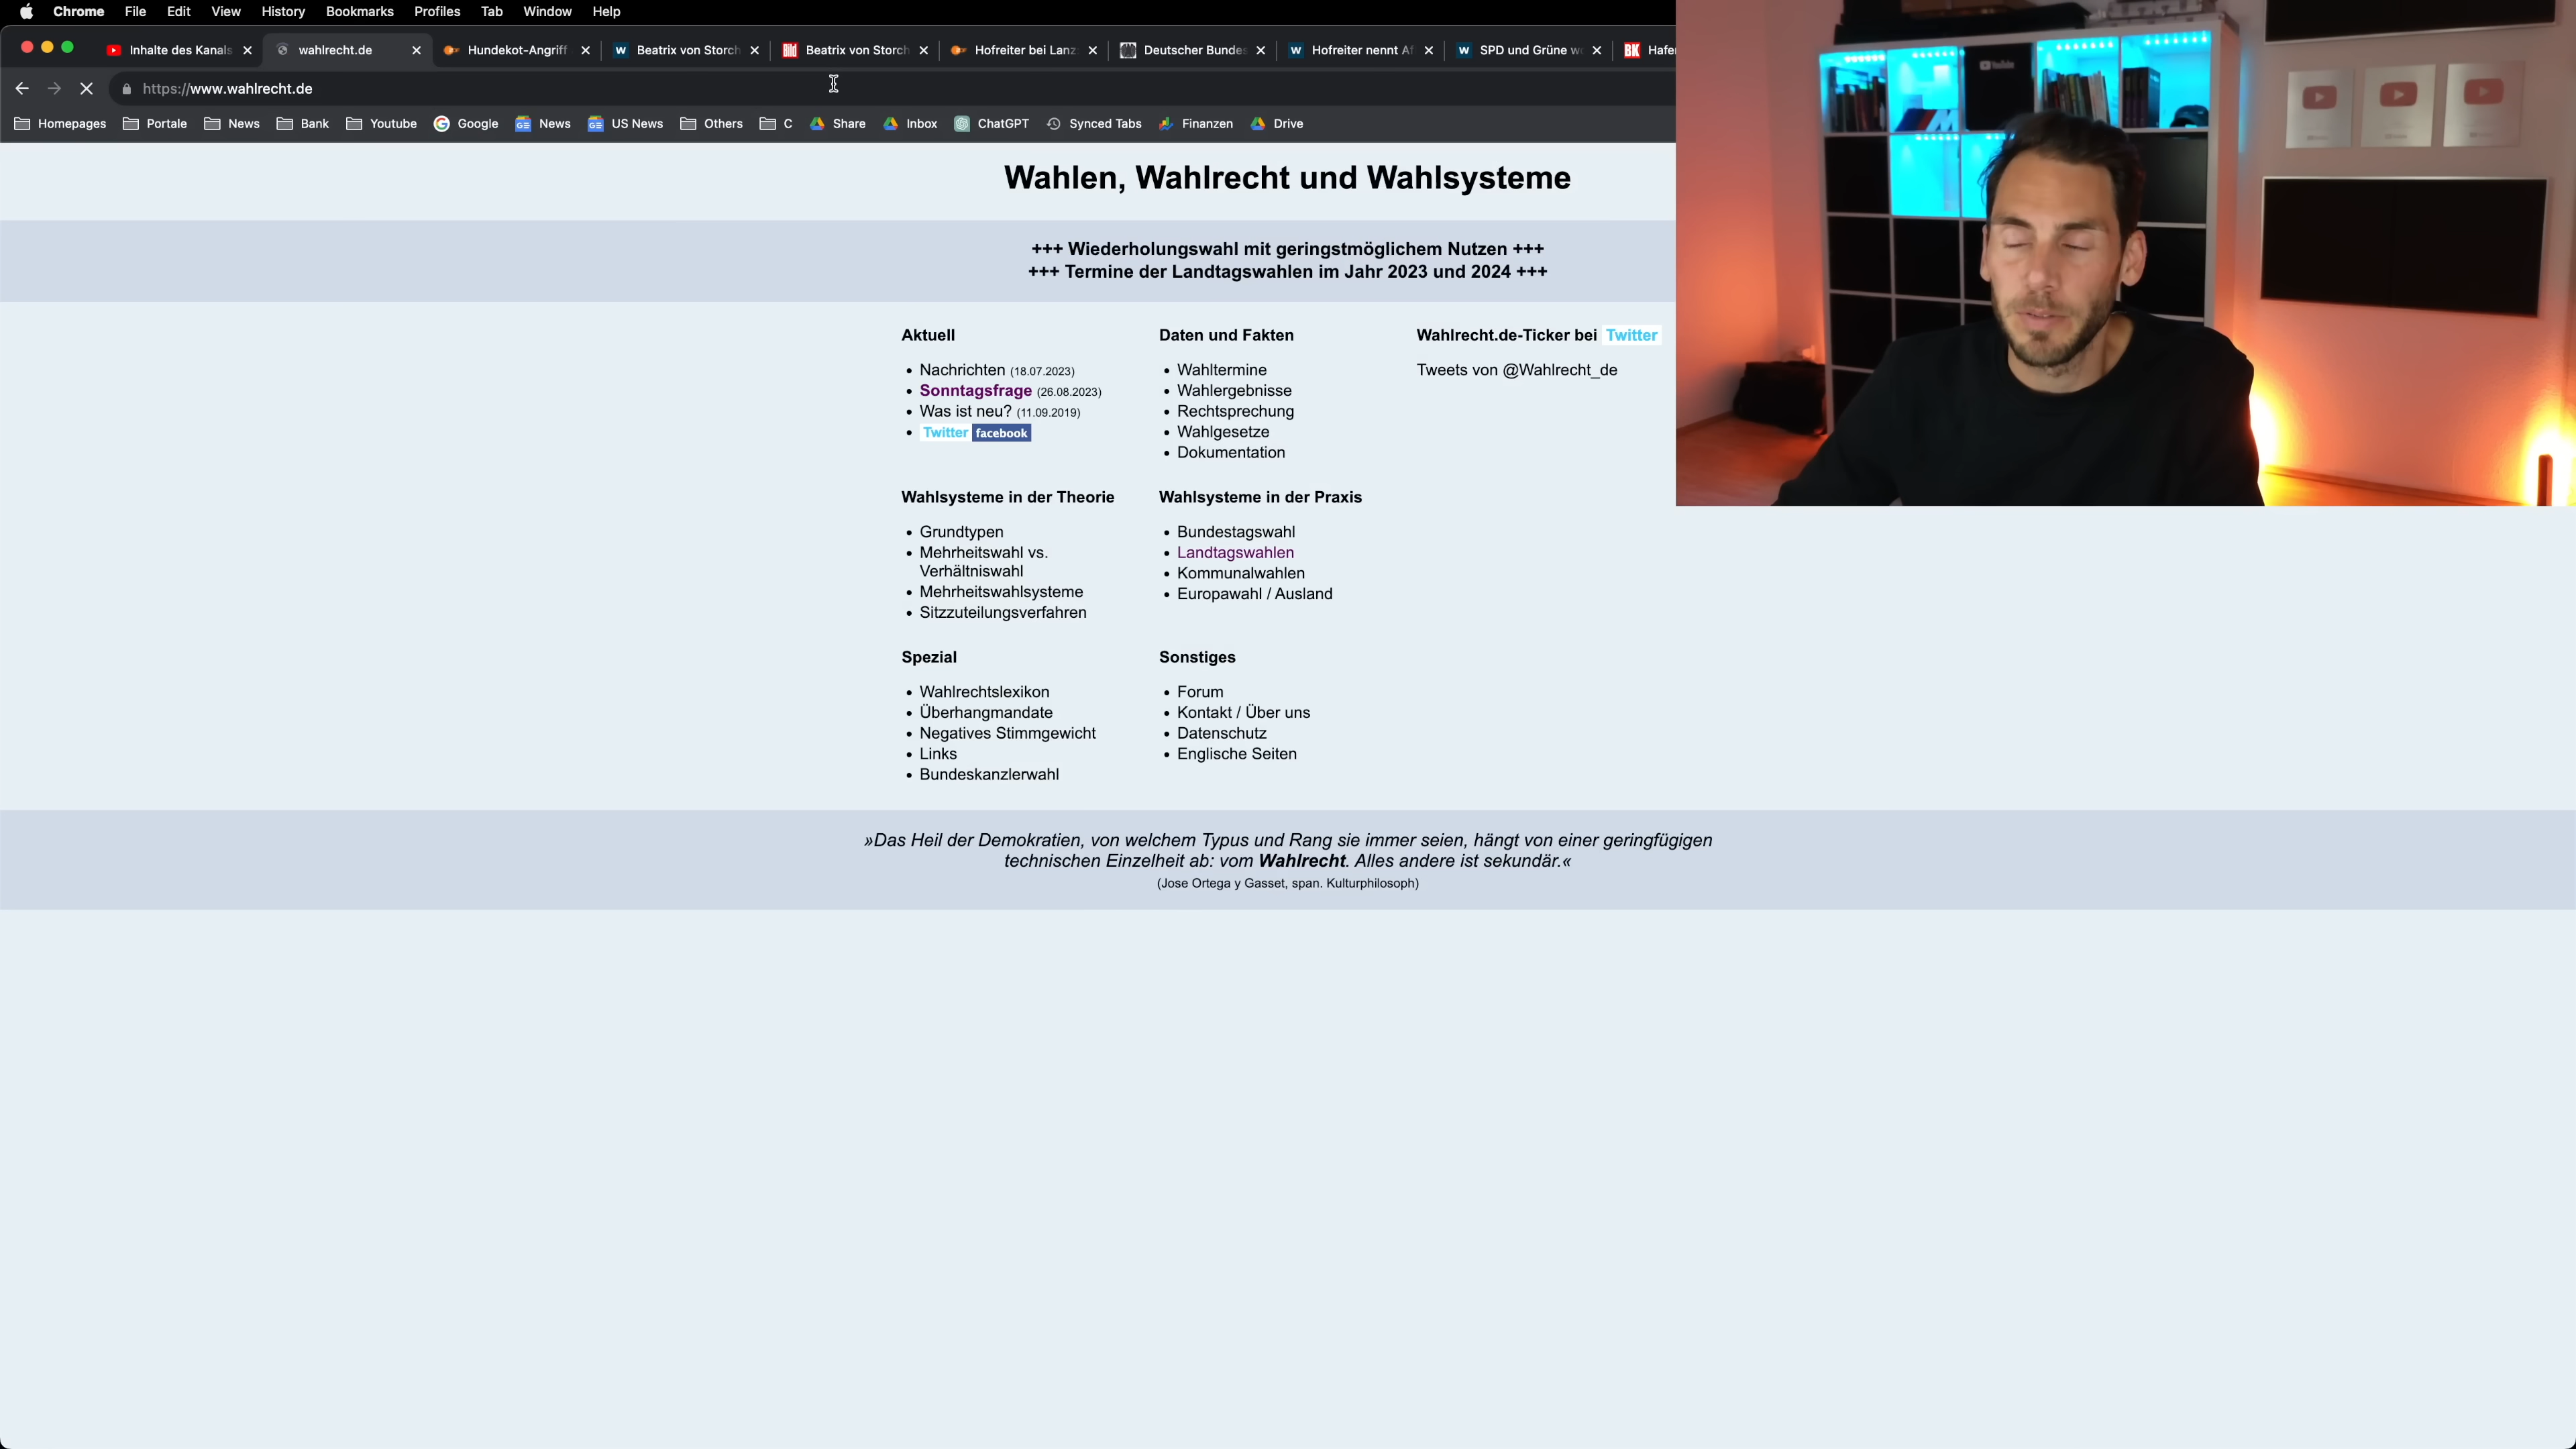 Chrome File Edit View History Bookmarks Profiles Tab Window Help
Inhalte des Kanals wahlrecht.de Hundekot-Angriff Beatrix von Storch Beatrix von Storch Hofreiter bei Lanz Deutscher Bundes Hofreiter nennt Af SPD und Grüne w BK Hafe
https://www.wahlrecht.de
Homepages Portale News Bank Youtube Google News US News Others C Share Inbox ChatGPT Synced Tabs Finanzen Drive
Wahlen, Wahlrecht und Wahlsysteme
+++ Wiederholungswahl mit geringstmöglichem Nutzen +++
+++ Termine der Landtagswahlen im Jahr 2023 und 2024 +++
Aktuell
Nachrichten (18.07.2023)
Sonntagsfrage (26.08.2023)
Was ist neu? (11.09.2019)
Twitter facebook
Daten und Fakten
Wahltermine
Wahlergebnisse
Rechtsprechung
Wahlgesetze
Dokumentation
Wahlrecht.de-Ticker bei Twitter
Tweets von @Wahlrecht_de
Wahlsysteme in der Theorie
Grundtypen
Mehrheitswahl vs.
Verhältniswahl
Mehrheitswahlsysteme
Sitzzuteilungsverfahren
Wahlsysteme in der Praxis
Bundestagswahl
Landtagswahlen
Kommunalwahlen
Europawahl / Ausland
Spezial
Wahlrechtslexikon
Überhangmandate
Negatives Stimmgewicht
Links
Bundeskanzlerwahl
Sonstiges
Forum
Kontakt / Über uns
Datenschutz
Englische Seiten
»Das Heil der Demokratien, von welchem Typus und Rang sie immer seien, hängt von einer geringfügigen
technischen Einzelheit ab: vom Wahlrecht. Alles andere ist sekundär.«
(Jose Ortega y Gasset, span. Kulturphilosoph)